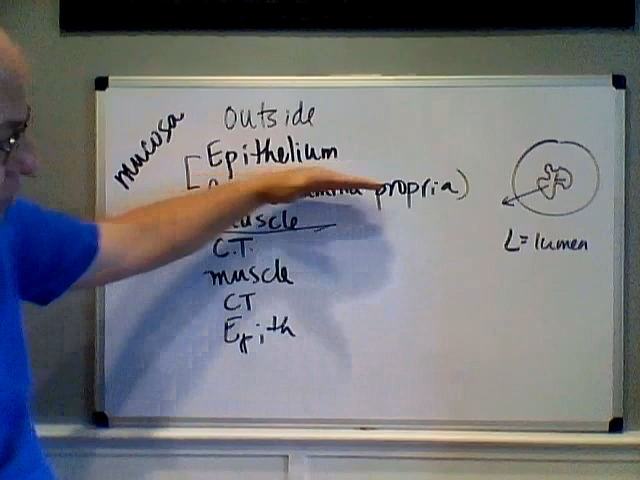 mucosa
Outside
[Epithelium
propria)
muscle
C.T.
muscle
CT
Epith
L= lumen